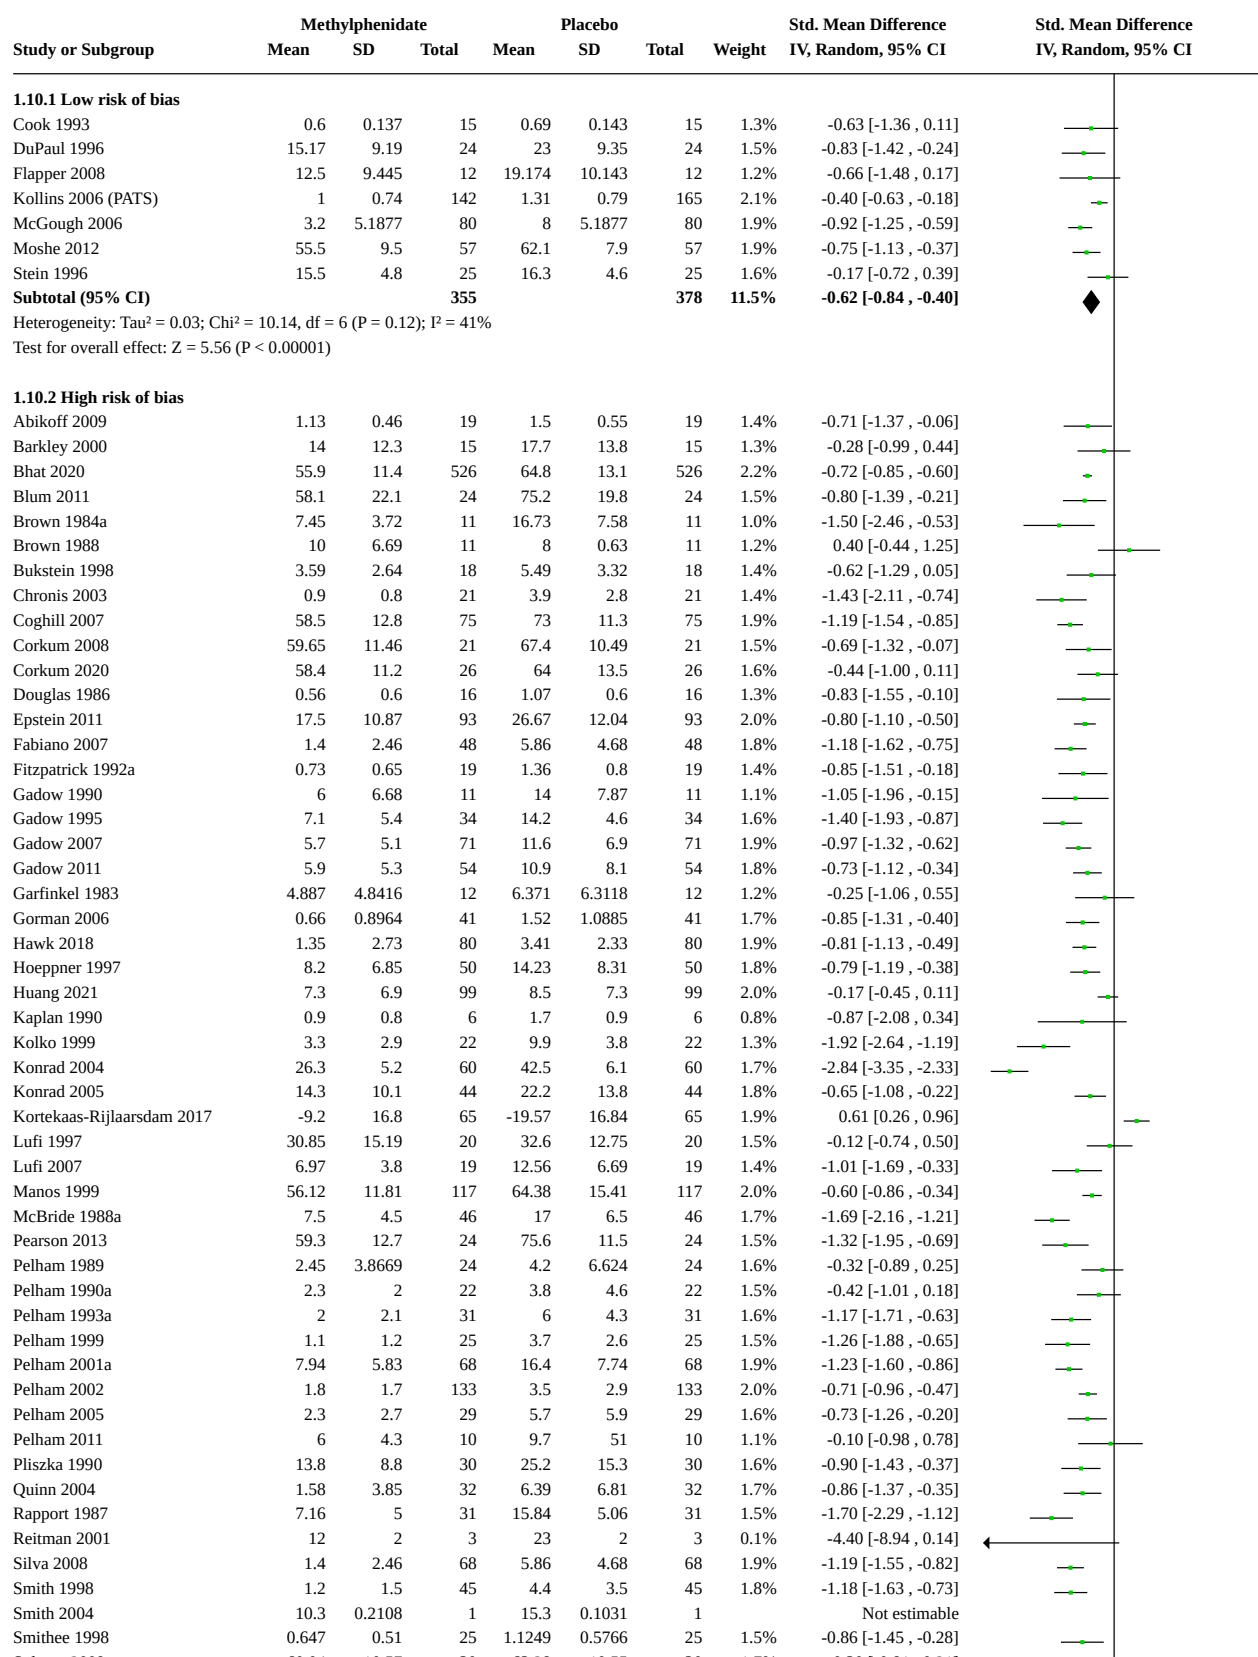 Methylphenidate Placebo Std. Mean Difference Std. Mean Difference
Study or Subgroup Mean SD Total Mean SD Total Weight IV, Random, 95% CI IV, Random, 95% CI
1.10.1 Low risk of bias
Cook 1993 0.6 0.137 15 0.69 0.143 15 1.3% -0.63 [-1.36 , 0.11]
DuPaul 1996 15.17 9.19 24 23 9.35 24 1.5% -0.83 [-1.42 , -0.24]
Flapper 2008 12.5 9.445 12 19.174 10.143 12 1.2% -0.66 [-1.48 , 0.17]
Kollins 2006 (PATS) 1 0.74 142 1.31 0.79 165 2.1% -0.40 [-0.63 , -0.18]
McGough 2006 3.2 5.1877 80 8 5.1877 80 1.9% -0.92 [-1.25 , -0.59]
Moshe 2012 55.5 9.5 57 62.1 7.9 57 1.9% -0.75 [-1.13 , -0.37]
Stein 1996 15.5 4.8 25 16.3 4.6 25 1.6% -0.17 [-0.72 , 0.39]
Subtotal (95% CI) 355 378 11.5% -0.62 [-0.84 , -0.40]
Heterogeneity: Tau² = 0.03; Chi² = 10.14, df = 6 (P = 0.12); I² = 41%
Test for overall effect: Z = 5.56 (P < 0.00001)
1.10.2 High risk of bias
Abikoff 2009 1.13 0.46 19 1.5 0.55 19 1.4% -0.71 [-1.37 , -0.06]
Barkley 2000 14 12.3 15 17.7 13.8 15 1.3% -0.28 [-0.99 , 0.44]
Bhat 2020 55.9 11.4 526 64.8 13.1 526 2.2% -0.72 [-0.85 , -0.60]
Blum 2011 58.1 22.1 24 75.2 19.8 24 1.5% -0.80 [-1.39 , -0.21]
Brown 1984a 7.45 3.72 11 16.73 7.58 11 1.0% -1.50 [-2.46 , -0.53]
Brown 1988 10 6.69 11 8 0.63 11 1.2% 0.40 [-0.44 , 1.25]
Bukstein 1998 3.59 2.64 18 5.49 3.32 18 1.4% -0.62 [-1.29 , 0.05]
Chronis 2003 0.9 0.8 21 3.9 2.8 21 1.4% -1.43 [-2.11 , -0.74]
Coghill 2007 58.5 12.8 75 73 11.3 75 1.9% -1.19 [-1.54 , -0.85]
Corkum 2008 59.65 11.46 21 67.4 10.49 21 1.5% -0.69 [-1.32 , -0.07]
Corkum 2020 58.4 11.2 26 64 13.5 26 1.6% -0.44 [-1.00 , 0.11]
Douglas 1986 0.56 0.6 16 1.07 0.6 16 1.3% -0.83 [-1.55 , -0.10]
Epstein 2011 17.5 10.87 93 26.67 12.04 93 2.0% -0.80 [-1.10 , -0.50]
Fabiano 2007 1.4 2.46 48 5.86 4.68 48 1.8% -1.18 [-1.62 , -0.75]
Fitzpatrick 1992a 0.73 0.65 19 1.36 0.8 19 1.4% -0.85 [-1.51 , -0.18]
Gadow 1990 6 6.68 11 14 7.87 11 1.1% -1.05 [-1.96 , -0.15]
Gadow 1995 7.1 5.4 34 14.2 4.6 34 1.6% -1.40 [-1.93 , -0.87]
Gadow 2007 5.7 5.1 71 11.6 6.9 71 1.9% -0.97 [-1.32 , -0.62]
Gadow 2011 5.9 5.3 54 10.9 8.1 54 1.8% -0.73 [-1.12 , -0.34]
Garfinkel 1983 4.887 4.8416 12 6.371 6.3118 12 1.2% -0.25 [-1.06 , 0.55]
Gorman 2006 0.66 0.8964 41 1.52 1.0885 41 1.7% -0.85 [-1.31 , -0.40]
Hawk 2018 1.35 2.73 80 3.41 2.33 80 1.9% -0.81 [-1.13 , -0.49]
Hoeppner 1997 8.2 6.85 50 14.23 8.31 50 1.8% -0.79 [-1.19 , -0.38]
Huang 2021 7.3 6.9 99 8.5 7.3 99 2.0% -0.17 [-0.45 , 0.11]
Kaplan 1990 0.9 0.8 6 1.7 0.9 6 0.8% -0.87 [-2.08 , 0.34]
Kolko 1999 3.3 2.9 22 9.9 3.8 22 1.3% -1.92 [-2.64 , -1.19]
Konrad 2004 26.3 5.2 60 42.5 6.1 60 1.7% -2.84 [-3.35 , -2.33]
Konrad 2005 14.3 10.1 44 22.2 13.8 44 1.8% -0.65 [-1.08 , -0.22]
Kortekaas-Rijlaarsdam 2017 -9.2 16.8 65 -19.57 16.84 65 1.9% 0.61 [0.26 , 0.96]
Lufi 1997 30.85 15.19 20 32.6 12.75 20 1.5% -0.12 [-0.74 , 0.50]
Lufi 2007 6.97 3.8 19 12.56 6.69 19 1.4% -1.01 [-1.69 , -0.33]
Manos 1999 56.12 11.81 117 64.38 15.41 117 2.0% -0.60 [-0.86 , -0.34]
McBride 1988a 7.5 4.5 46 17 6.5 46 1.7% -1.69 [-2.16 , -1.21]
Pearson 2013 59.3 12.7 24 75.6 11.5 24 1.4% -1.32 [-1.95 , -0.69]
Pelham 1989 2.45 3.8669 24 4.2 6.624 24 1.6% -0.32 [-0.89 , 0.25]
Pelham 1990a 2.3 2 22 3.8 4.6 22 1.5% -0.42 [-1.01 , 0.18]
Pelham 1993a 2 2.1 31 6 4.3 31 1.6% -1.17 [-1.71 , -0.63]
Pelham 1999 1.1 1.2 25 3.7 2.6 25 1.5% -1.26 [-1.88 , -0.65]
Pelham 2001a 7.94 5.83 68 16.4 7.74 68 1.9% -1.23 [-1.60 , -0.86]
Pelham 2002 1.8 1.7 133 3.5 2.9 133 2.0% -0.71 [-0.96 , -0.47]
Pelham 2005 2.3 2.7 29 5.7 5.9 29 1.6% -0.73 [-1.26 , -0.20]
Pelham 2011 6 4.3 10 9.7 51 10 1.1% -0.10 [-0.98 , 0.78]
Pliszka 1990 13.8 8.8 30 25.2 15.3 30 1.6% -0.90 [-1.43 , -0.37]
Quinn 2004 1.58 3.85 32 6.39 6.81 32 1.7% -0.86 [-1.37 , -0.35]
Rapport 1987 7.16 5 31 15.84 5.06 31 1.5% -1.70 [-2.29 , -1.12]
Reitman 2001 12 2 3 23 2 3 0.1% -4.40 [-8.94 , 0.14]
Silva 2008 1.4 2.46 68 5.86 4.68 68 1.9% -1.19 [-1.55 , -0.82]
Smith 1998 1.2 1.5 45 4.4 3.5 45 1.8% -1.18 [-1.63 , -0.73]
Smith 2004 10.3 0.2108 1 15.3 0.1031 1 Not estimable
Smithee 1998 0.647 0.51 25 1.1249 0.5766 25 1.5% -0.86 [-1.45 , -0.28]